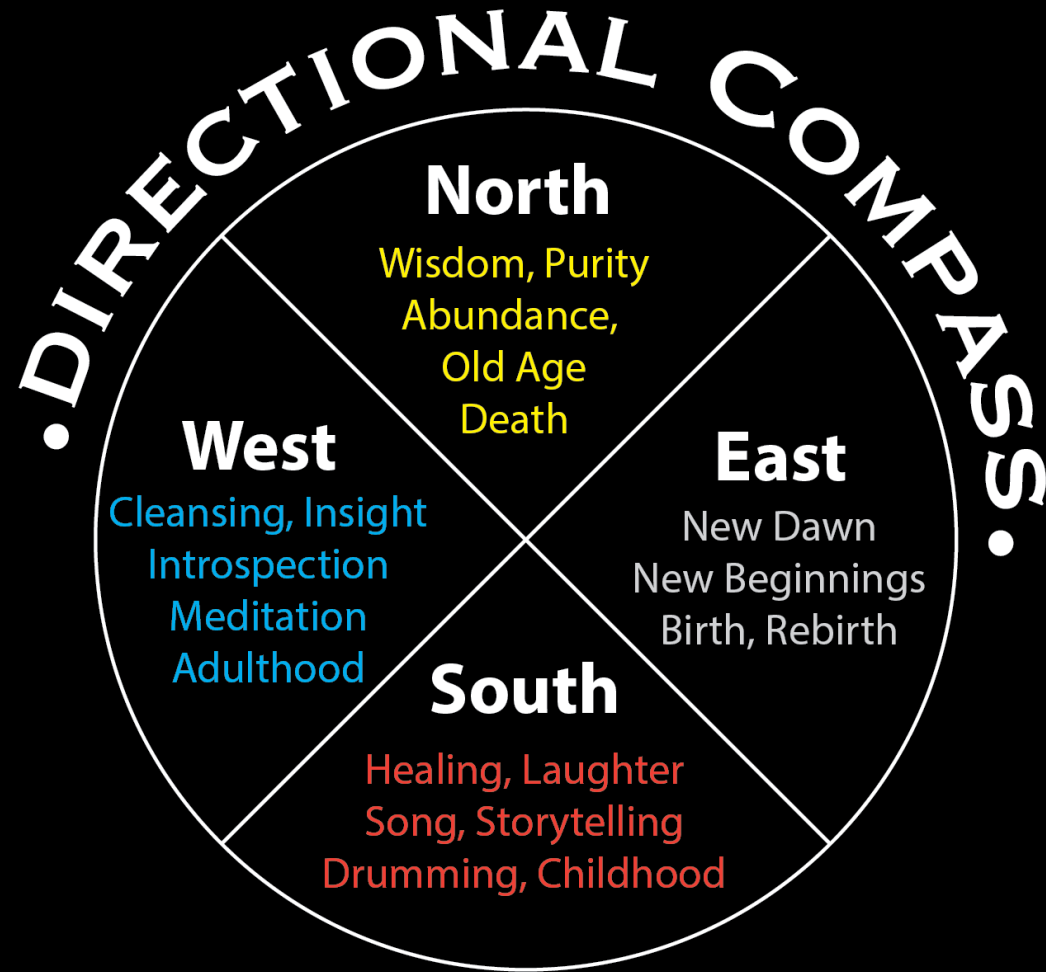 •DIRECTIONAL COMPASS•
North
Wisdom, Purity
Abundance,
Old Age
Death
West
Cleansing, Insight
Introspection
Meditation
Adulthood
East
New Dawn
New Beginnings
Birth, Rebirth
South
Healing, Laughter
Song, Storytelling
Drumming, Childhood